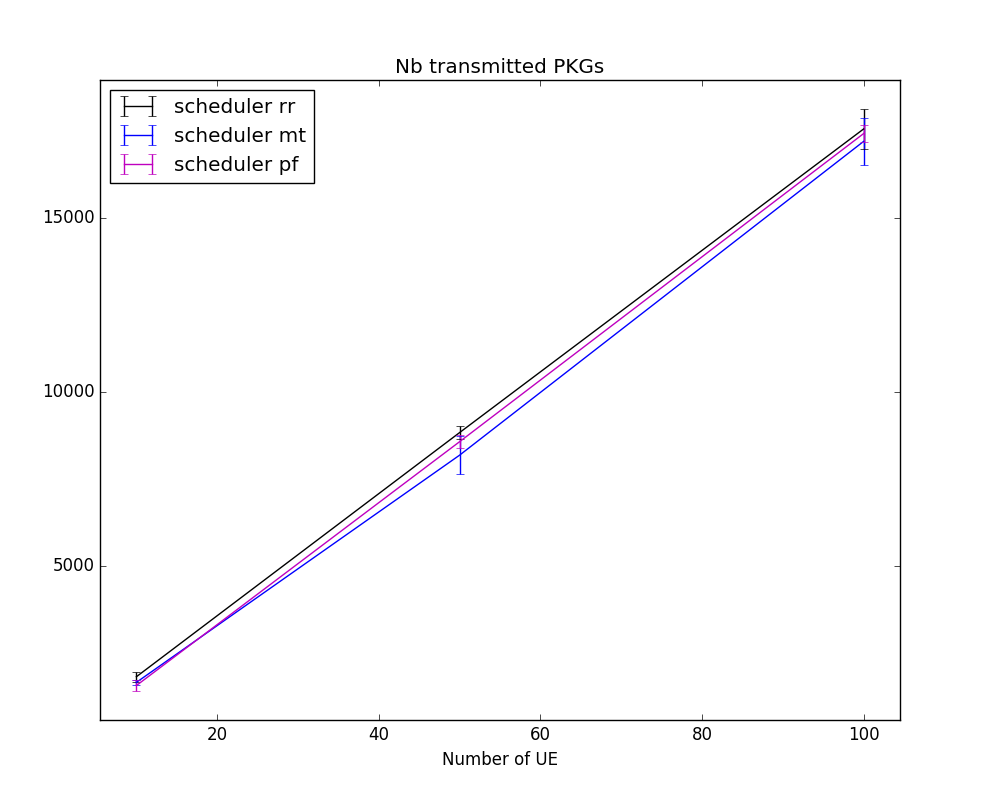 Nb transmitted PKGs
scheduler rr
scheduler mt
scheduler pf
15000
10000
5000
20 40 60 80 100
Number of UE